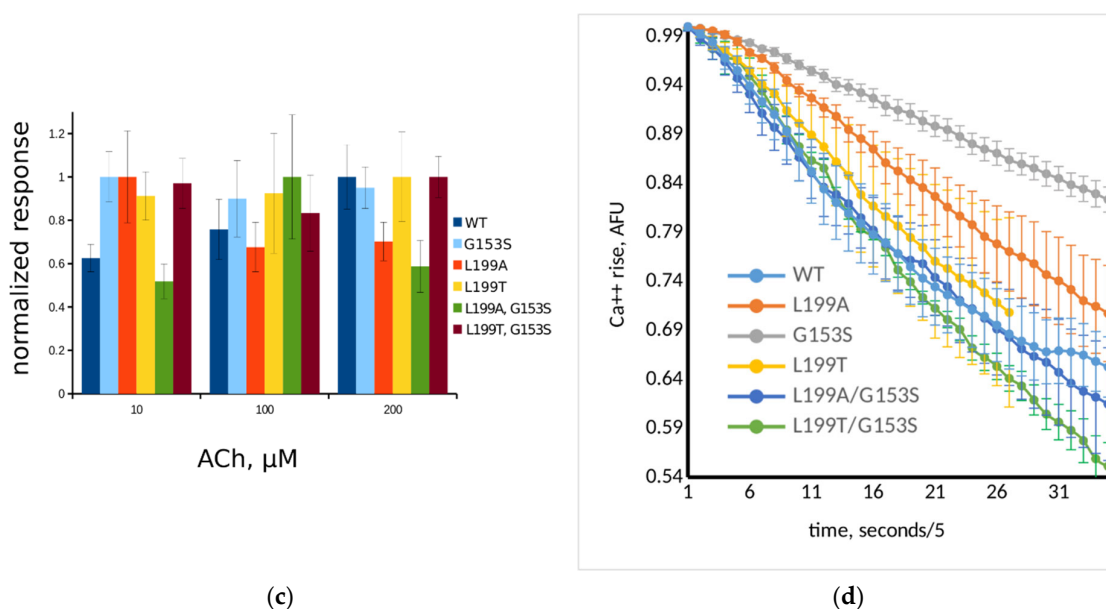 normalized response
1.2
1
0.8
0.6
0.4
0.2
0
10
100
200
ACh, µM
WT
G153S
L199A
L199T
L199A, G153S
L199T, G153S
(c)
Ca++ rise, AFU
0.99
0.94
0.89
0.84
0.79
0.74
0.69
0.64
0.59
0.54
1
6
11
16
21
26
31
time, seconds/5
WT
L199A
G153S
L199T
L199A/G153S
L199T/G153S
(d)